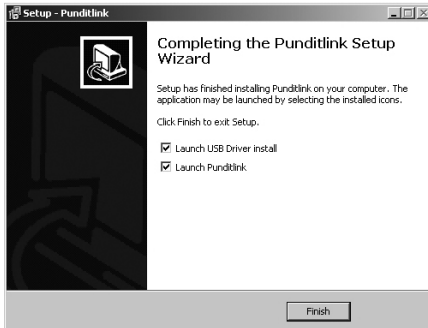 Setup - Punditlink
Completing the Punditlink Setup
Wizard
Setup has finished installing Punditlink on your computer. The
application may be launched by selecting the installed icons.
Click Finish to exit Setup.
Launch USB Driver install
Launch Punditlink
Finish